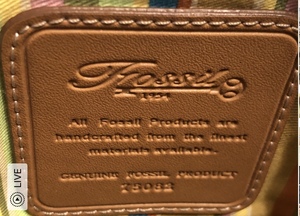 Fossil
1954
All Fossil Products are
handcrafted from the finest
materials available.
GENUINE FOSSIL PRODUCT
75082
LIVE